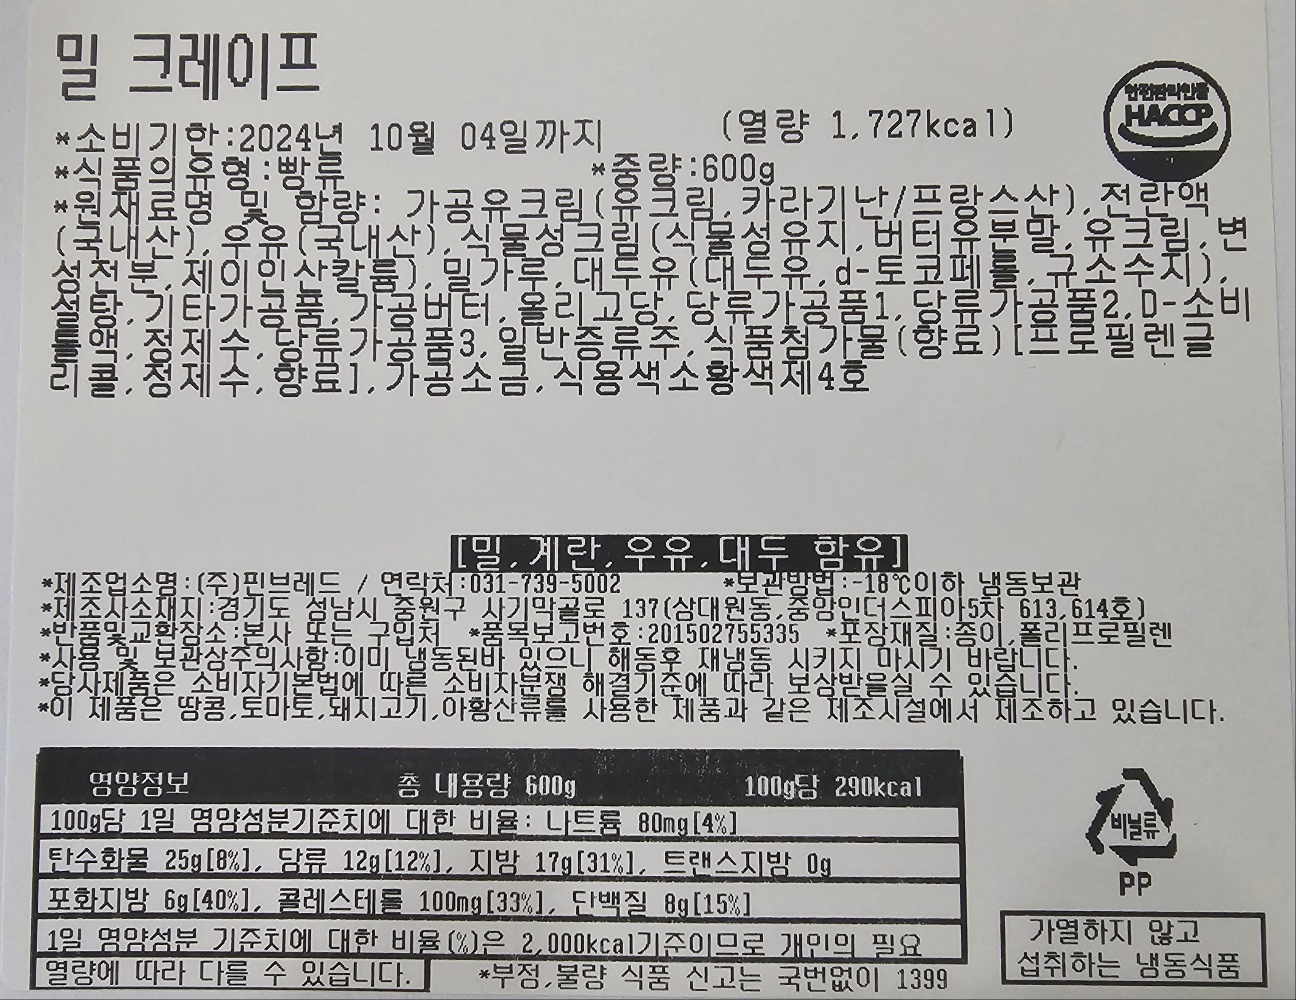 밀 크레이프
안전관리인증
HACCP
*소비기한:2024년 10월 04일까지 (열량 1,727kcal)
*식품의유형:빵류 *중량:600g
*원재료명 및 함량: 가공유크림(유크림,카라기난/프랑스산),전란액
(국내산),우유(국내산),식물성크림(식물성유지,버터유분말,유크림,변
성전분,제이인산칼륨),밀가루,대두유(대두유,d-토코페롤,규소수지),
설탕,기타가공품,가공버터,올리고당,당류가공품1,당류가공품2,D-소비
톨액,정제수,당류가공품3,일반증류주,식품첨가물(향료)[프로필렌글
리콜,정제수,향료],가공소금,식용색소황색제4호
[밀,계란,우유,대두 함유]
*제조업소명:(주)핀브레드 / 연락처:031-739-5002 *보관방법:-18℃이하 냉동보관
*제조사소재지:경기도 성남시 중원구 사기막골로 137(상대원동,중앙인더스피아5차 613,614호)
*반품및교환장소:본사 또는 구입처 *품목보고번호:201502755335 *포장재질:종이,폴리프로필렌
*사용 및 보관상주의사항:이미 냉동된바 있으니 해동후 재냉동 시키지 마시기 바랍니다.
*당사제품은 소비자기본법에 따른 소비자분쟁 해결기준에 따라 보상받을실 수 있습니다.
*이 제품은 땅콩,토마토,돼지고기,아황산류를 사용한 제품과 같은 제조시설에서 제조하고 있습니다.
영양정보 총 내용량 600g 100g당 290kcal
100g당 1일 영양성분기준치에 대한 비율: 나트륨 80mg[4%]
탄수화물 25g[8%], 당류 12g[12%], 지방 17g[31%], 트랜스지방 0g
포화지방 6g[40%], 콜레스테롤 100mg[33%], 단백질 8g[15%]
1일 영양성분 기준치에 대한 비율(%)은 2,000kcal기준이므로 개인의 필요
열량에 따라 다를 수 있습니다. *부정,불량 식품 신고는 국번없이 1399
비닐류
PP
가열하지 않고
섭취하는 냉동식품